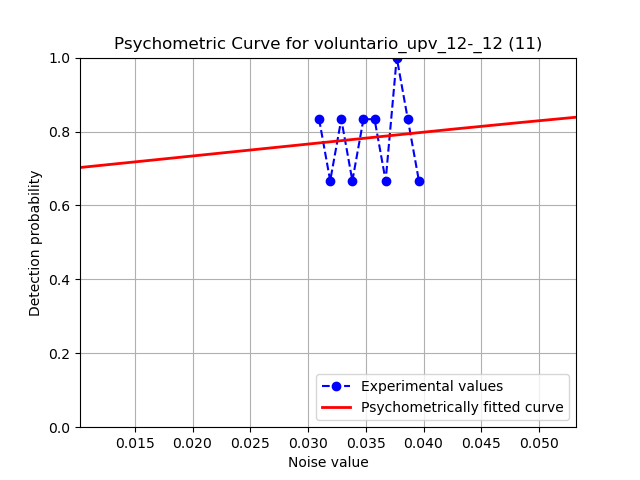 Psychometric Curve for voluntario_upv_12-_12 (11)
1.0
0.8
0.6
0.4
0.2
0.0
Detection probability
Experimental values
Psychometrically fitted curve
0.015 0.020 0.025 0.030 0.035 0.040 0.045 0.050
Noise value